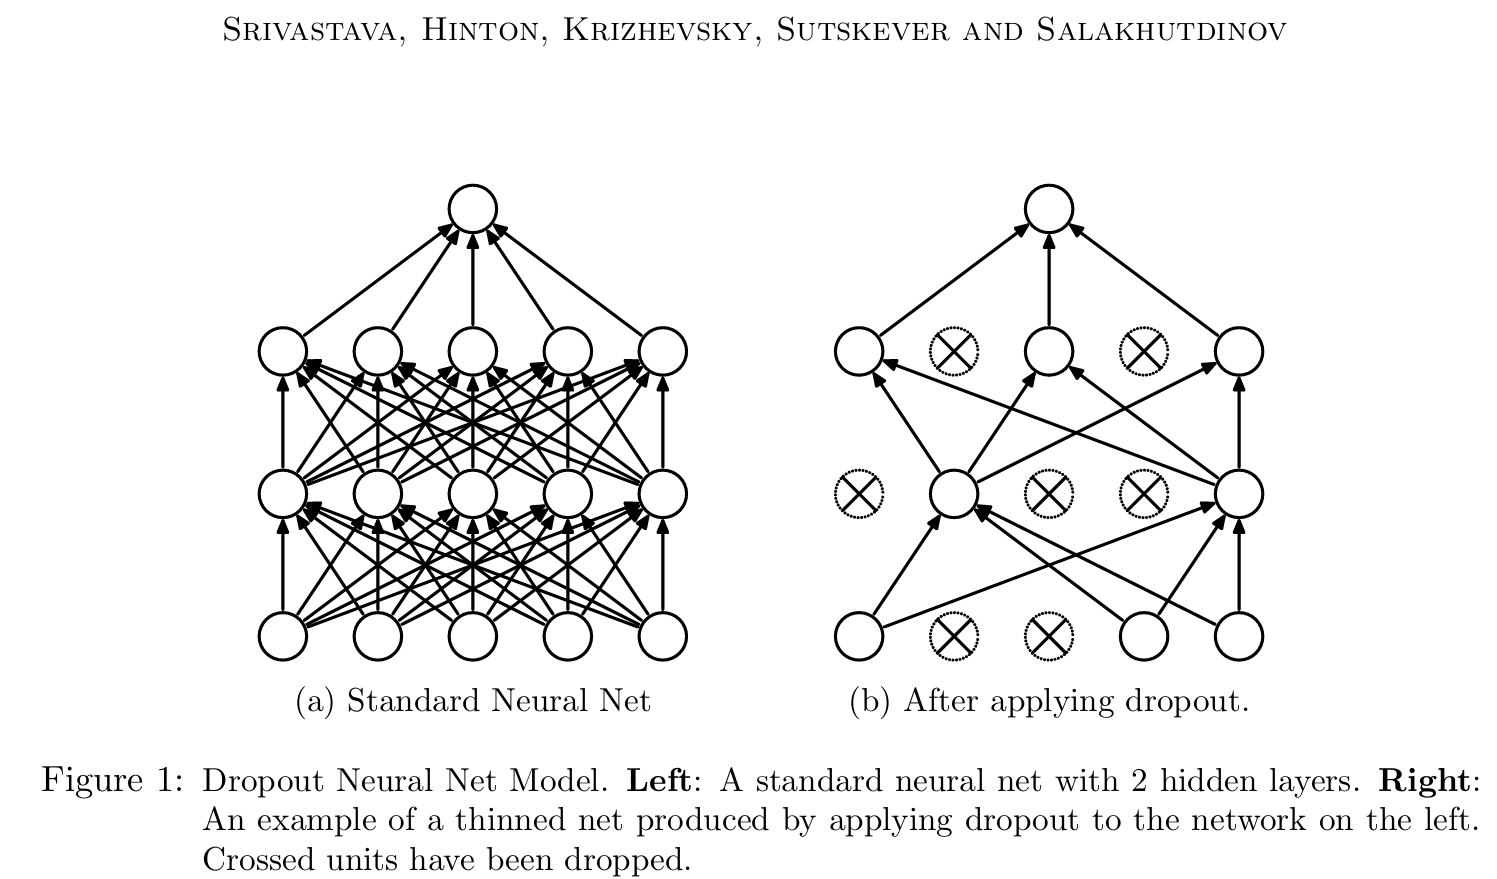 Srivastava, Hinton, Krizhevsky, Sutskever and Salakhutdinov
(a) Standard Neural Net
(b) After applying dropout.
Figure 1: Dropout Neural Net Model. Left: A standard neural net with 2 hidden layers. Right:
An example of a thinned net produced by applying dropout to the network on the left.
Crossed units have been dropped.